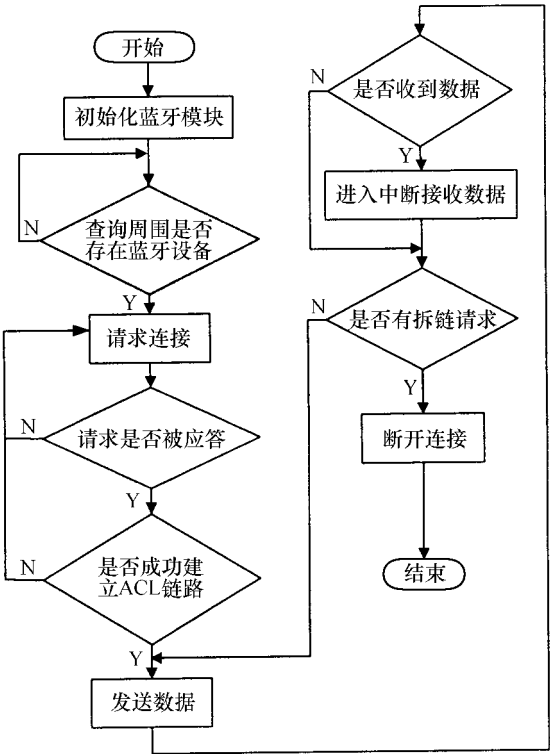 开始
初始化蓝牙模块
N
查询周围是否
存在蓝牙设备
Y
请求连接
N
请求是否被应答
Y
N
是否成功建
立ACL链路
Y
发送数据
N
是否收到数据
Y
进入中断接收数据
N
是否有拆链请求
Y
断开连接
结束